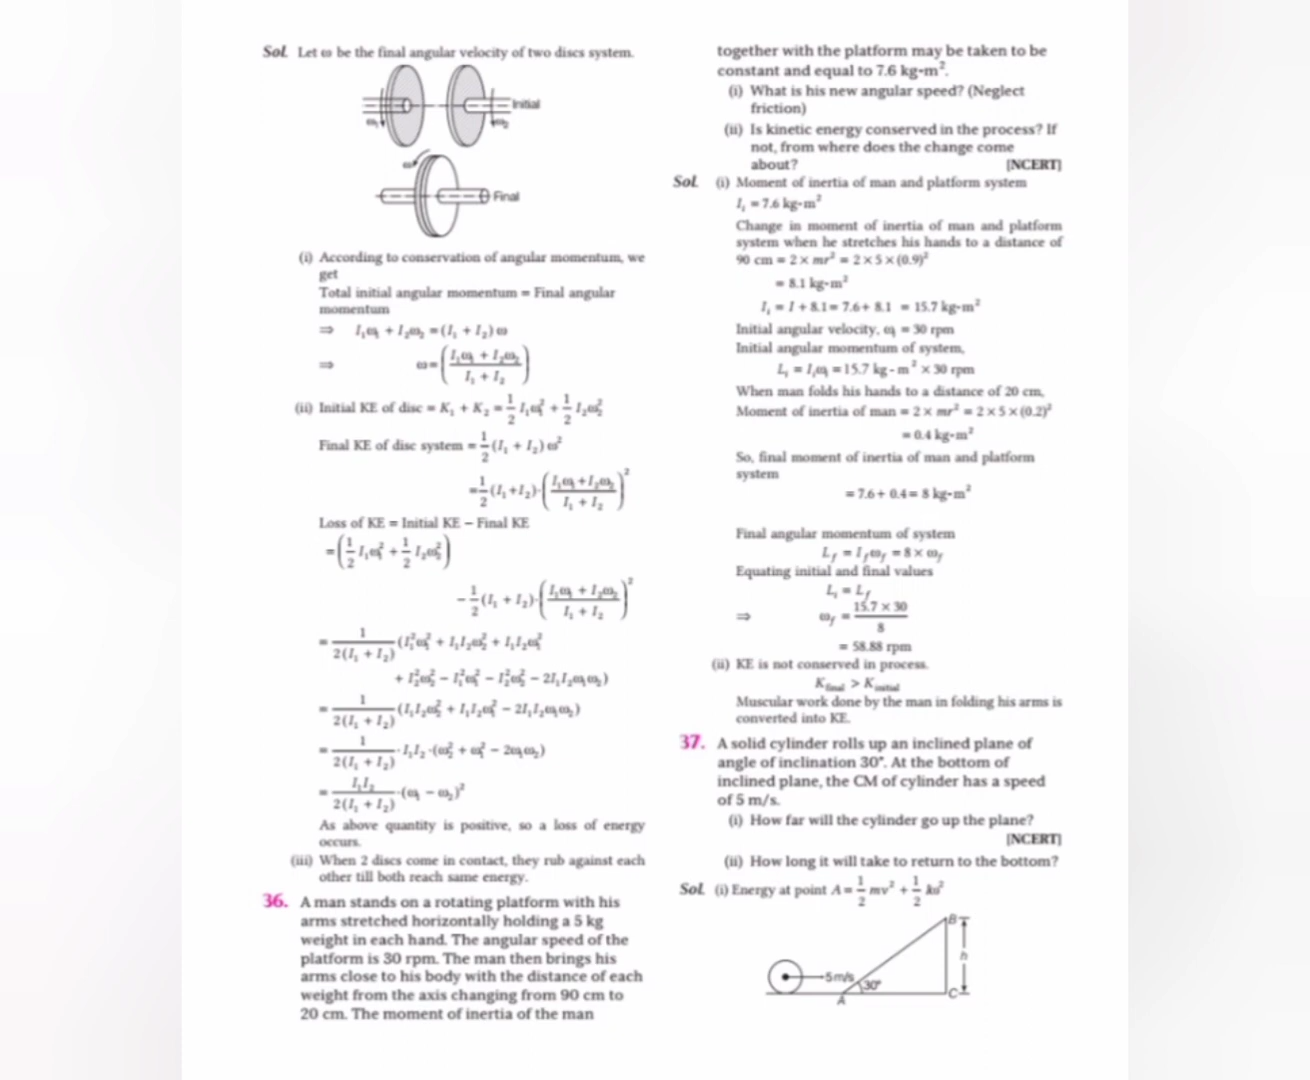 Sol. Let ω be the final angular velocity of two discs system.
Initial
ω₁
ω₂
ω
Final
(i) According to conservation of angular momentum, we
get
Total initial angular momentum = Final angular
momentum
⇒ I₁ω₁ + I₂ω₂ = (I₁ + I₂) ω
⇒ ω = ((I₁ω₁ + I₂ω₂)/(I₁ + I₂))
(ii) Initial KE of disc = K₁ + K₂ = 1/2 I₁ω₁² + 1/2 I₂ω₂²
Final KE of disc system = 1/2 (I₁ + I₂) ω²
= 1/2 (I₁ + I₂)·((I₁ω₁ + I₂ω₂)/(I₁ + I₂))²
Loss of KE = Initial KE − Final KE
= (1/2 I₁ω₁² + 1/2 I₂ω₂²)
− 1/2 (I₁ + I₂)·((I₁ω₁ + I₂ω₂)/(I₁ + I₂))²
= 1/(2(I₁ + I₂)) (I₁²ω₁² + I₁I₂ω₂² + I₁I₂ω₁²
+ I₂²ω₂² − I₁²ω₁² − I₂²ω₂² − 2I₁I₂ω₁ω₂)
= 1/(2(I₁ + I₂)) (I₁I₂ω₂² + I₁I₂ω₁² − 2I₁I₂ω₁ω₂)
= 1/(2(I₁ + I₂)) · I₁I₂ · (ω₂² + ω₁² − 2ω₁ω₂)
= I₁I₂/(2(I₁ + I₂)) · (ω₁ − ω₂)²
As above quantity is positive, so a loss of energy
occurs.
(iii) When 2 discs come in contact, they rub against each
other till both reach same energy.
36. A man stands on a rotating platform with his
arms stretched horizontally holding a 5 kg
weight in each hand. The angular speed of the
platform is 30 rpm. The man then brings his
arms close to his body with the distance of each
weight from the axis changing from 90 cm to
20 cm. The moment of inertia of the man
together with the platform may be taken to be
constant and equal to 7.6 kg-m².
(i) What is his new angular speed? (Neglect
friction)
(ii) Is kinetic energy conserved in the process? If
not, from where does the change come
about? [NCERT]
Sol. (i) Moment of inertia of man and platform system
Iᵢ = 7.6 kg-m²
Change in moment of inertia of man and platform
system when he stretches his hands to a distance of
90 cm = 2 × mr² = 2 × 5 × (0.9)²
= 8.1 kg-m²
Iᵢ = I + 8.1 = 7.6 + 8.1 = 15.7 kg-m²
Initial angular velocity, ωᵢ = 30 rpm
Initial angular momentum of system,
Lᵢ = Iᵢωᵢ = 15.7 kg - m² × 30 rpm
When man folds his hands to a distance of 20 cm,
Moment of inertia of man = 2 × mr² = 2 × 5 × (0.2)²
= 0.4 kg-m²
So, final moment of inertia of man and platform
system
= 7.6 + 0.4 = 8 kg-m²
Final angular momentum of system
L_f = I_f ω_f = 8 × ω_f
Equating initial and final values
Lᵢ = L_f
⇒ ω_f = (15.7 × 30)/8
= 58.88 rpm
(ii) KE is not conserved in process.
K_final > K_initial
Muscular work done by the man in folding his arms is
converted into KE.
37. A solid cylinder rolls up an inclined plane of
angle of inclination 30°. At the bottom of
inclined plane, the CM of cylinder has a speed
of 5 m/s.
(i) How far will the cylinder go up the plane?
[NCERT]
(ii) How long it will take to return to the bottom?
Sol. (i) Energy at point A = 1/2 mv² + 1/2 Iω²
B
h
5m/s
30°
A
C